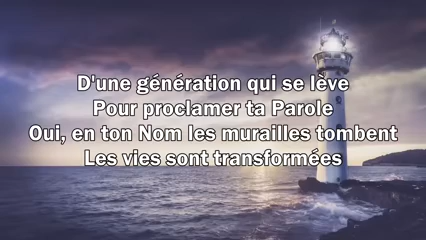 D'une génération qui se lève
Pour proclamer ta Parole
Oui, en ton Nom les murailles tombent
Les vies sont transformées